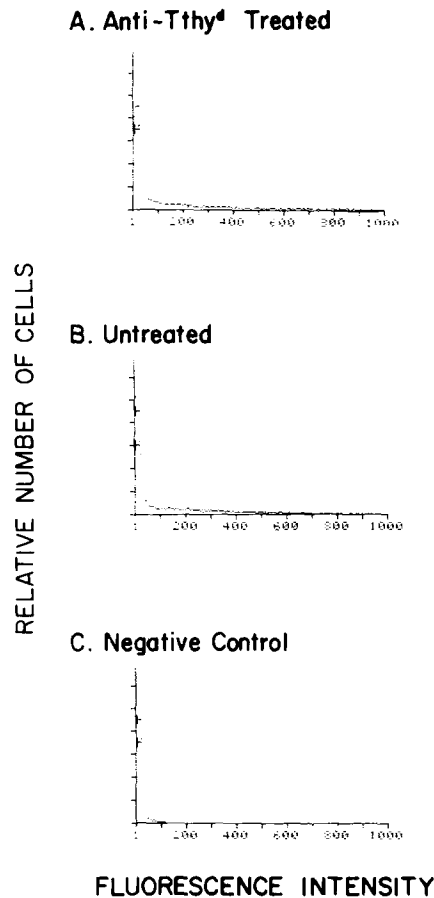 A. Anti-Tthyᵈ Treated
1 200 400 600 800 1000
RELATIVE NUMBER OF CELLS
B. Untreated
1 200 400 600 800 1000
C. Negative Control
1 200 400 600 800 1000
FLUORESCENCE INTENSITY